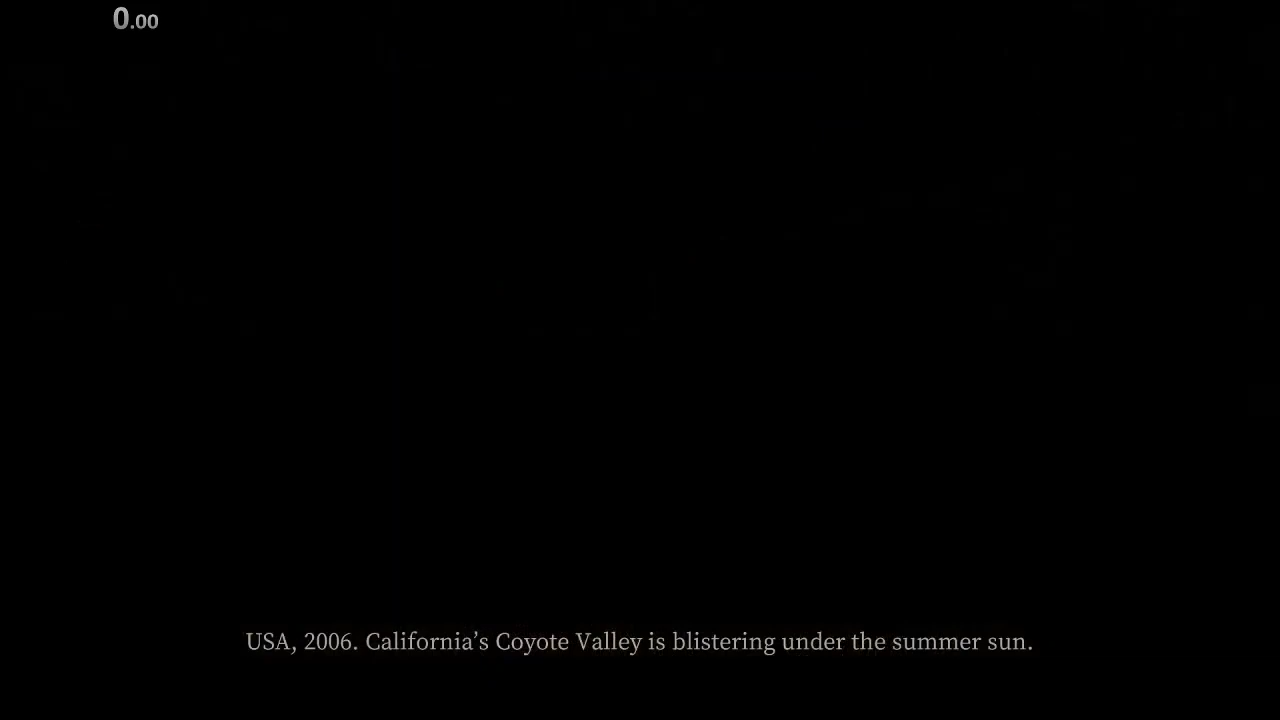 0.00
USA, 2006. California’s Coyote Valley is blistering under the summer sun.